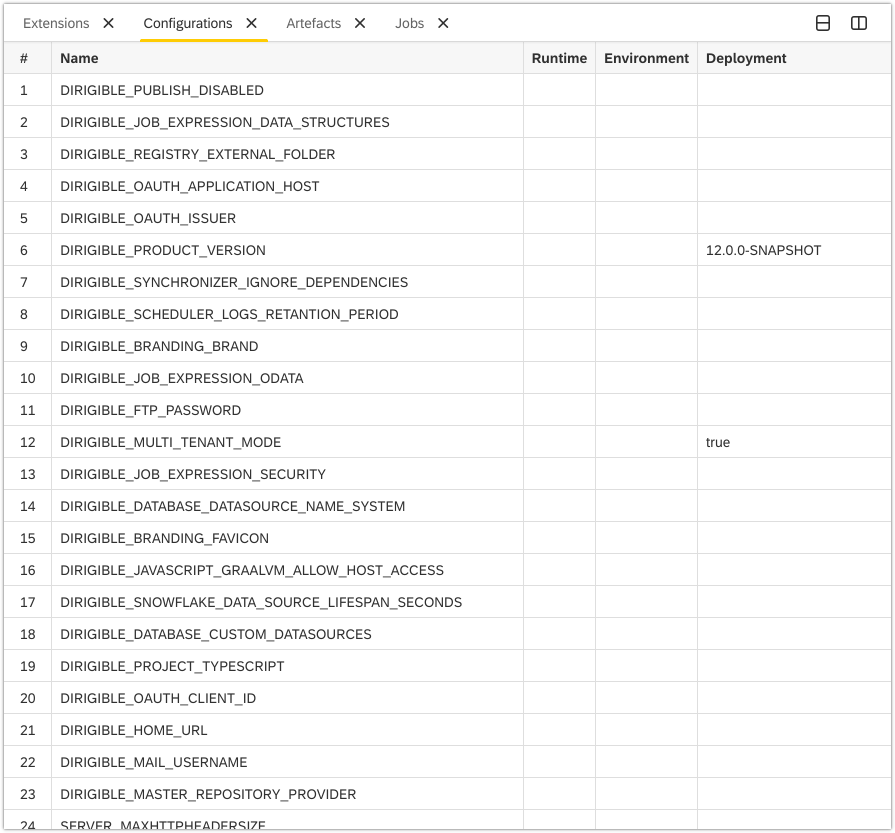 Extensions Configurations Artefacts Jobs
# Name Runtime Environment Deployment
1 DIRIGIBLE_PUBLISH_DISABLED
2 DIRIGIBLE_JOB_EXPRESSION_DATA_STRUCTURES
3 DIRIGIBLE_REGISTRY_EXTERNAL_FOLDER
4 DIRIGIBLE_OAUTH_APPLICATION_HOST
5 DIRIGIBLE_OAUTH_ISSUER
6 DIRIGIBLE_PRODUCT_VERSION 12.0.0-SNAPSHOT
7 DIRIGIBLE_SYNCHRONIZER_IGNORE_DEPENDENCIES
8 DIRIGIBLE_SCHEDULER_LOGS_RETANTION_PERIOD
9 DIRIGIBLE_BRANDING_BRAND
10 DIRIGIBLE_JOB_EXPRESSION_ODATA
11 DIRIGIBLE_FTP_PASSWORD
12 DIRIGIBLE_MULTI_TENANT_MODE true
13 DIRIGIBLE_JOB_EXPRESSION_SECURITY
14 DIRIGIBLE_DATABASE_DATASOURCE_NAME_SYSTEM
15 DIRIGIBLE_BRANDING_FAVICON
16 DIRIGIBLE_JAVASCRIPT_GRAALVM_ALLOW_HOST_ACCESS
17 DIRIGIBLE_SNOWFLAKE_DATA_SOURCE_LIFESPAN_SECONDS
18 DIRIGIBLE_DATABASE_CUSTOM_DATASOURCES
19 DIRIGIBLE_PROJECT_TYPESCRIPT
20 DIRIGIBLE_OAUTH_CLIENT_ID
21 DIRIGIBLE_HOME_URL
22 DIRIGIBLE_MAIL_USERNAME
23 DIRIGIBLE_MASTER_REPOSITORY_PROVIDER
24 SERVER_MAXHTTPHEADERSIZE